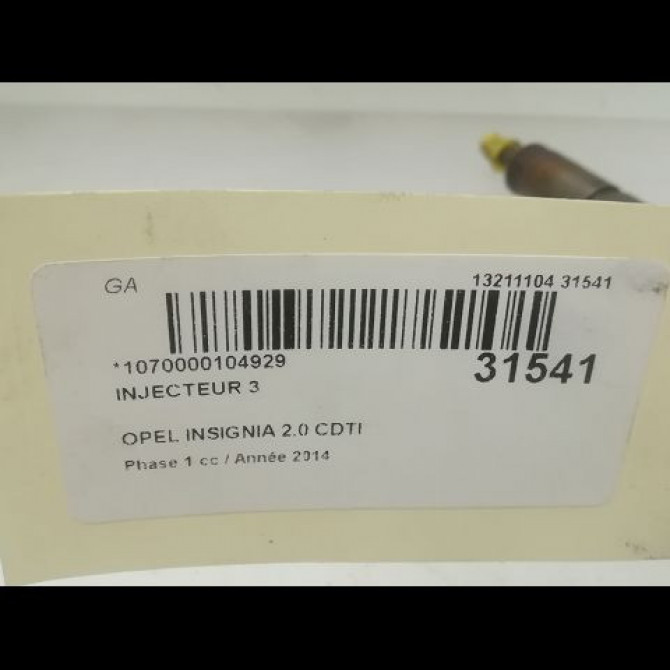 GA
13211104 31541
*1070000104929
31541
INJECTEUR 3
OPEL INSIGNIA 2.0 CDTI
Phase 1 cc / Année 2014